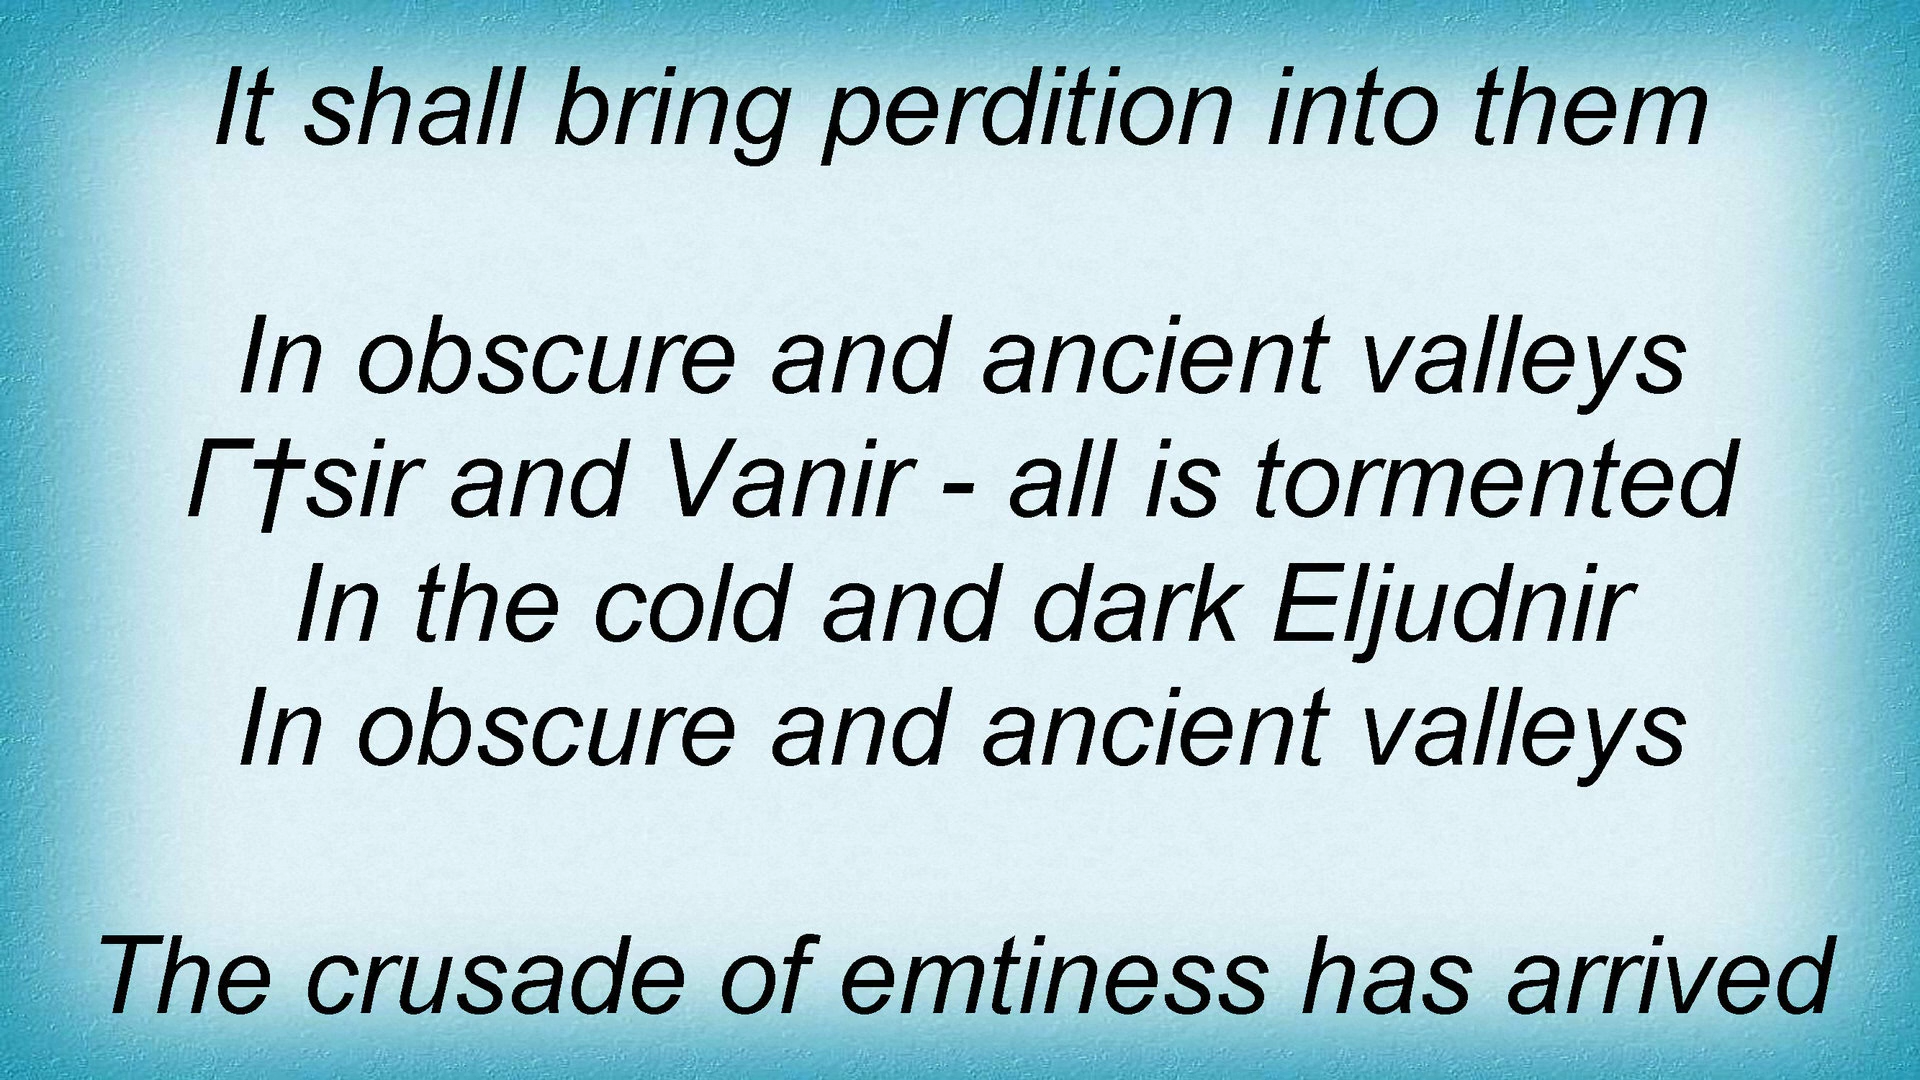 It shall bring perdition into them
In obscure and ancient valleys
Г†sir and Vanir - all is tormented
In the cold and dark Eljudnir
In obscure and ancient valleys
The crusade of emtiness has arrived